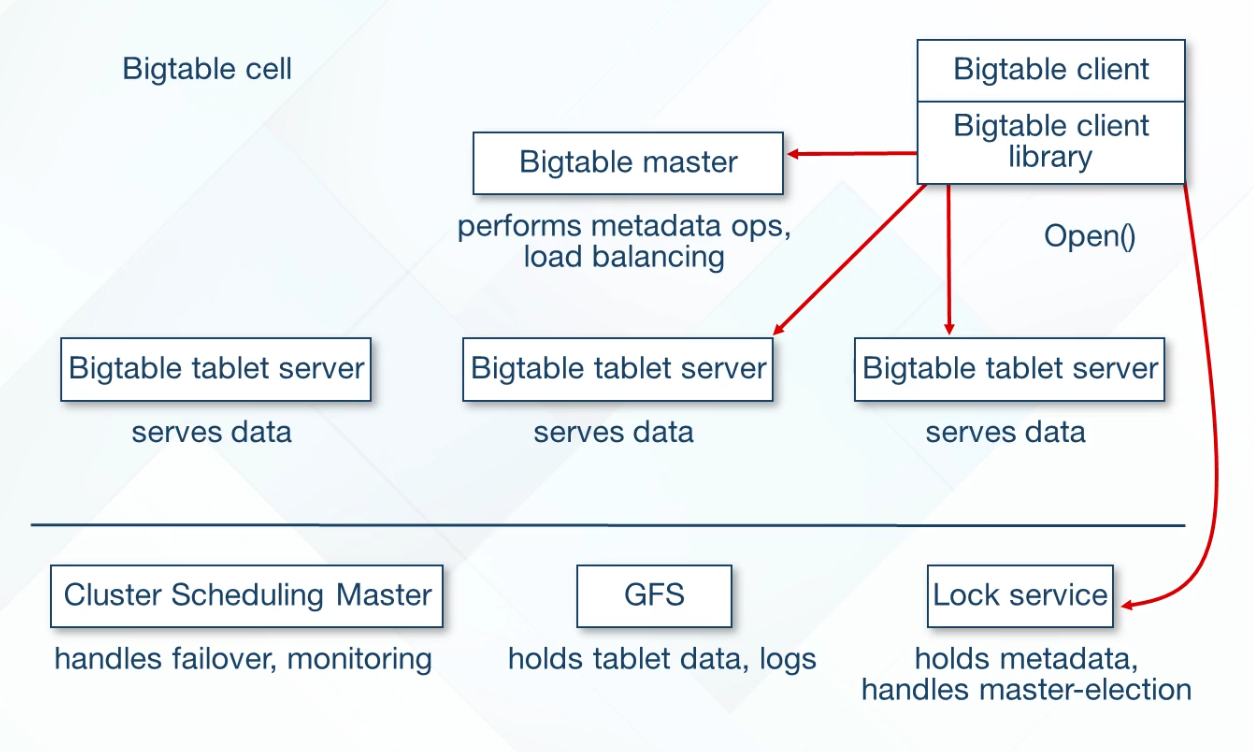 Bigtable cell
Bigtable client
Bigtable client
library
Bigtable master
performs metadata ops,
load balancing
Open()
Bigtable tablet server
serves data
Bigtable tablet server
serves data
Bigtable tablet server
serves data
Cluster Scheduling Master
handles failover, monitoring
GFS
holds tablet data, logs
Lock service
holds metadata,
handles master-election